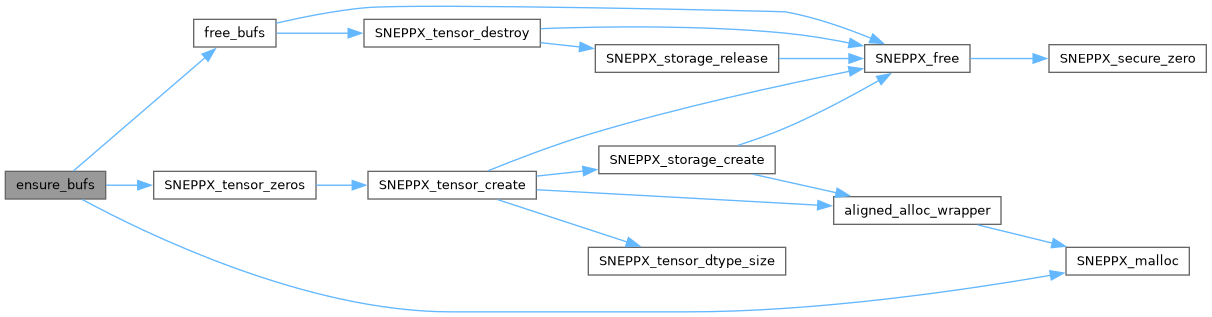 free_bufs
SNEPPX_tensor_destroy
SNEPPX_storage_release
SNEPPX_free
SNEPPX_secure_zero
ensure_bufs
SNEPPX_tensor_zeros
SNEPPX_tensor_create
SNEPPX_storage_create
aligned_alloc_wrapper
SNEPPX_tensor_dtype_size
SNEPPX_malloc